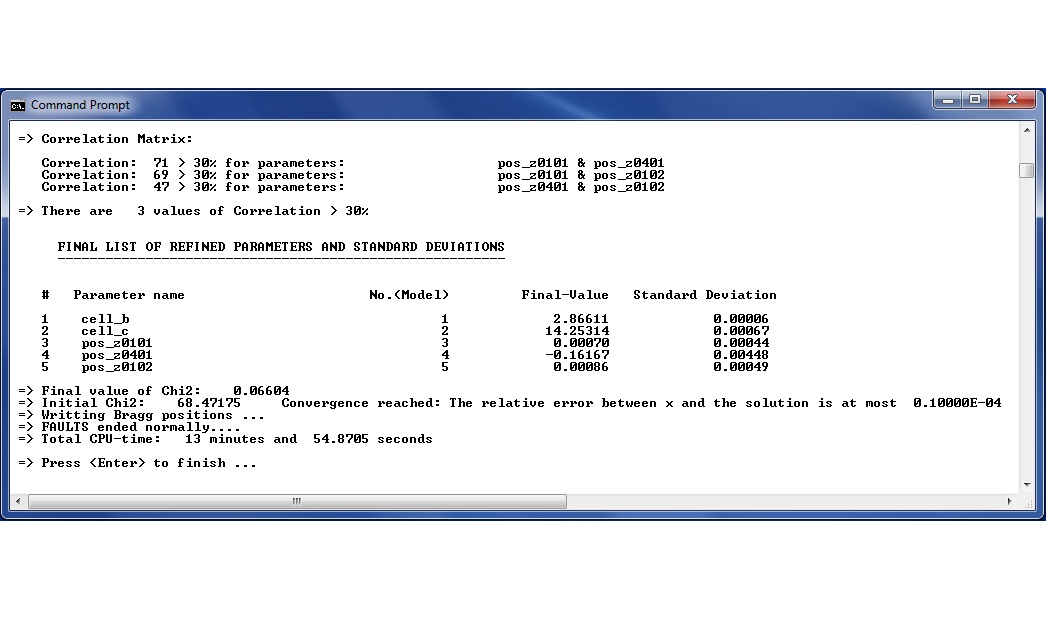 Command Prompt
=> Correlation Matrix:
Correlation: 71 > 30% for parameters: pos_z0101 & pos_z0401
Correlation: 69 > 30% for parameters: pos_z0101 & pos_z0102
Correlation: 47 > 30% for parameters: pos_z0401 & pos_z0102
=> There are 3 values of Correlation > 30%
FINAL LIST OF REFINED PARAMETERS AND STANDARD DEVIATIONS
--------------------------------------------------------
# Parameter name No.(Model) Final-Value Standard Deviation
1 cell_b 1 2.86611 0.00006
2 cell_c 2 14.25314 0.00067
3 pos_z0101 3 0.00070 0.00044
4 pos_z0401 4 -0.16167 0.00448
5 pos_z0102 5 0.00086 0.00049
=> Final value of Chi2: 0.06604
=> Initial Chi2: 68.47175 Convergence reached: The relative error between x and the solution is at most 0.10000E-04
=> Writting Bragg positions ...
=> FAULTS ended normally....
=> Total CPU-time: 13 minutes and 54.8705 seconds
=> Press <Enter> to finish ...